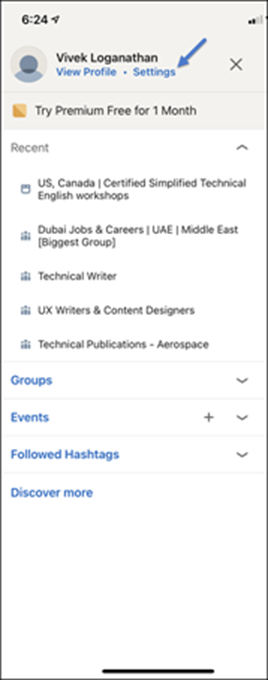 6:24
Vivek Loganathan
View Profile • Settings
Try Premium Free for 1 Month
Recent
US, Canada | Certified Simplified Technical
English workshops
Dubai Jobs & Careers | UAE | Middle East
[Biggest Group]
Technical Writer
UX Writers & Content Designers
Technical Publications - Aerospace
Groups
Events
Followed Hashtags
Discover more